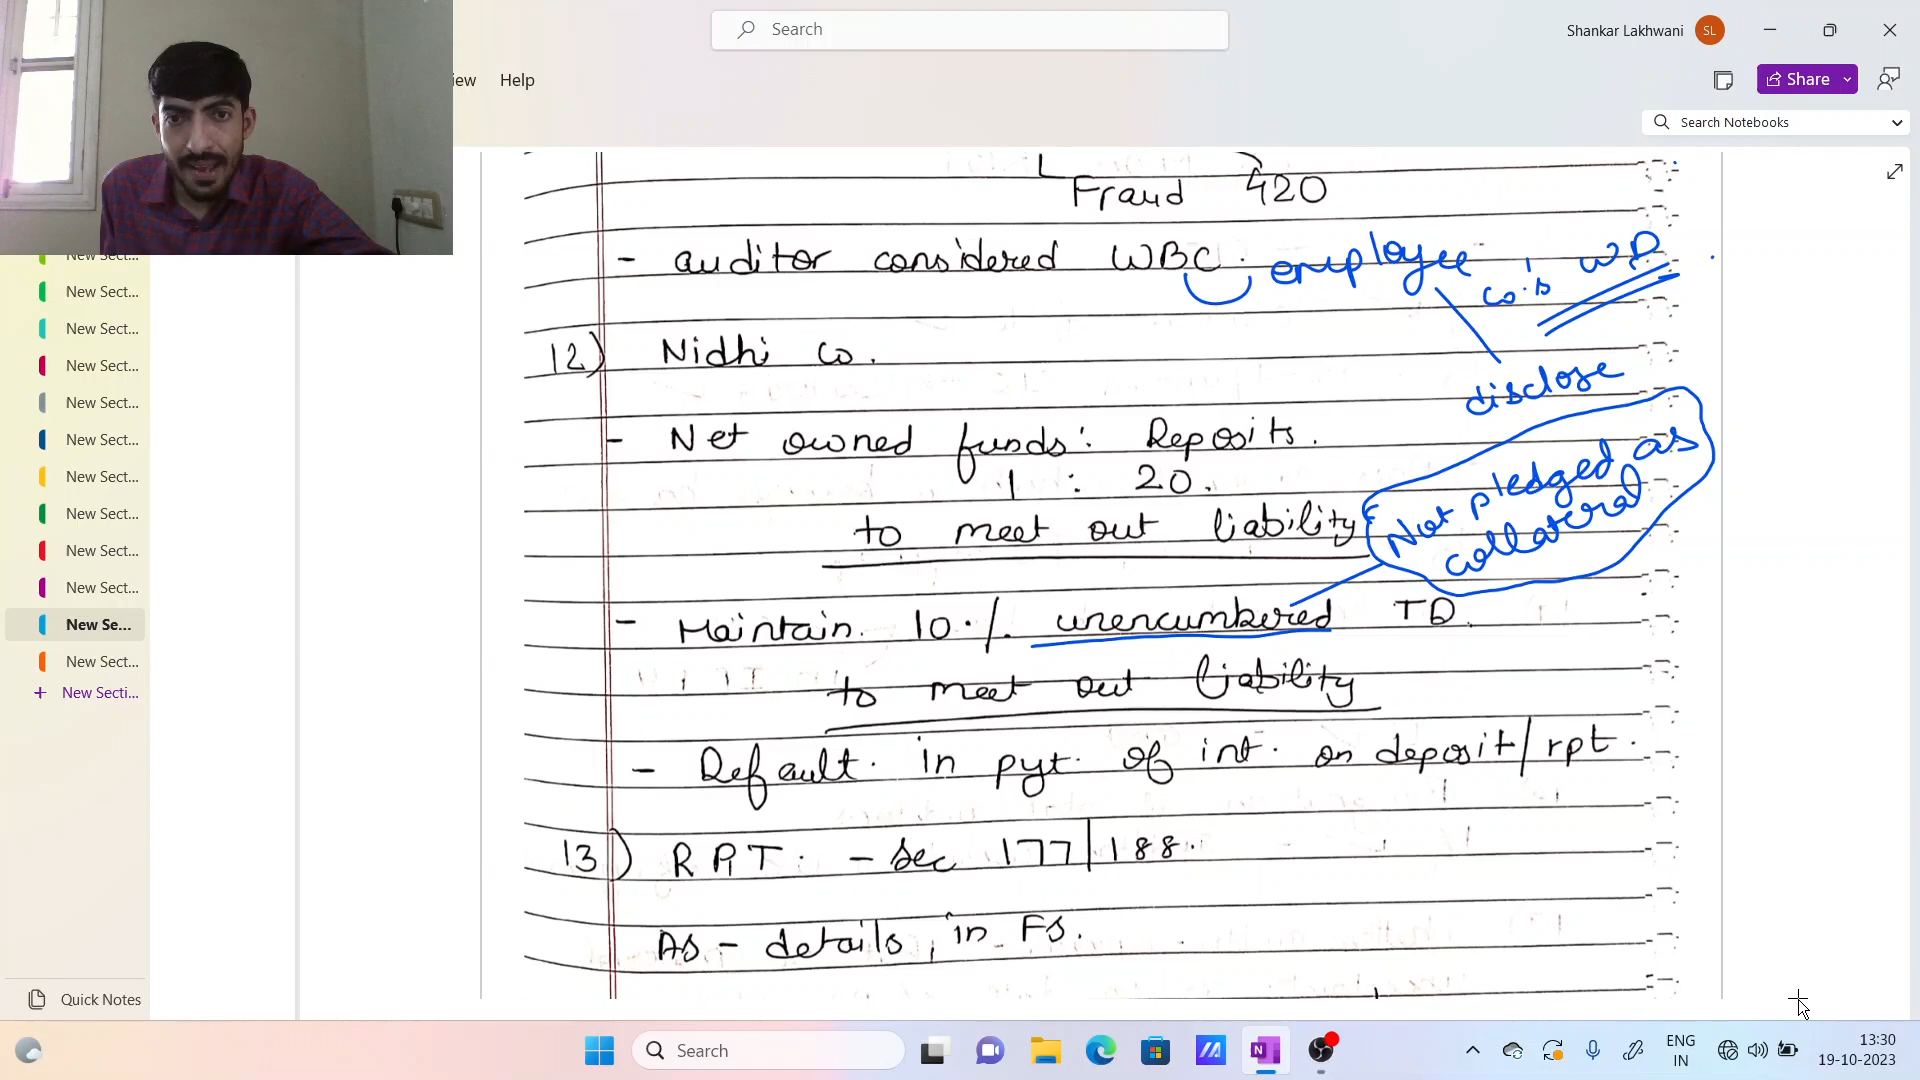 Search
Shankar Lakhwani
SL
iew Help
Share
Search Notebooks
New Sect...
New Sect...
New Sect...
New Sect...
New Sect...
New Sect...
New Sect...
New Sect...
New Sect...
New Sect...
New Se...
New Sect...
+ New Secti...
Quick Notes
Fraud 420
- auditor considered WBC. employee
co.'s W.P
disclose
12) Nidhi co.
- Net owned funds : Deposits.
1 : 20.
to meet out liability
Not pledged as
collateral
- Maintain 10% unencumbered TD.
to meet out liability
- Default in pyt. of int. on deposit/rpt.
13) RPT. - sec 177/188.
AS - details in FS.
Search
ENG
IN
13:30
19-10-2023